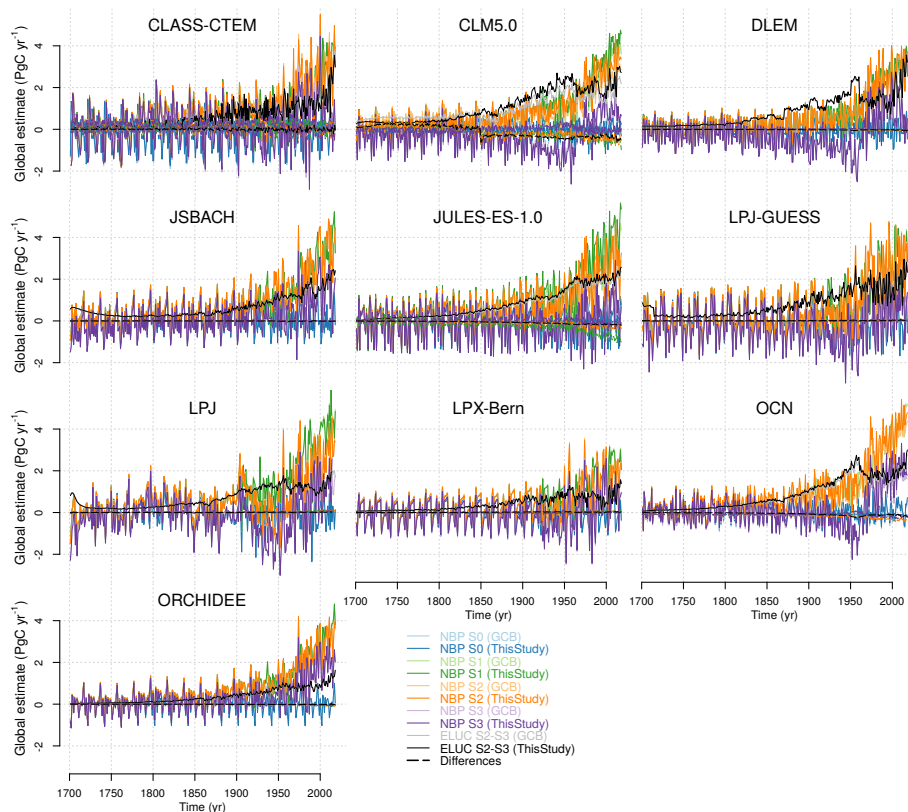 CLASS-CTEM
CLM5.0
DLEM
Global estimate (PgC yr⁻¹)
4
2
0
-2
JSBACH
JULES-ES-1.0
LPJ-GUESS
Global estimate (PgC yr⁻¹)
4
2
0
-2
LPJ
LPX-Bern
OCN
Global estimate (PgC yr⁻¹)
4
2
0
-2
1700 1750 1800 1850 1900 1950 2000
Time (yr)
1700 1750 1800 1850 1900 1950 2000
Time (yr)
ORCHIDEE
Global estimate (PgC yr⁻¹)
4
2
0
-2
1700 1750 1800 1850 1900 1950 2000
Time (yr)
NBP S0 (GCB)
NBP S0 (ThisStudy)
NBP S1 (GCB)
NBP S1 (ThisStudy)
NBP S2 (GCB)
NBP S2 (ThisStudy)
NBP S3 (GCB)
NBP S3 (ThisStudy)
ELUC S2-S3 (GCB)
ELUC S2-S3 (ThisStudy)
Differences